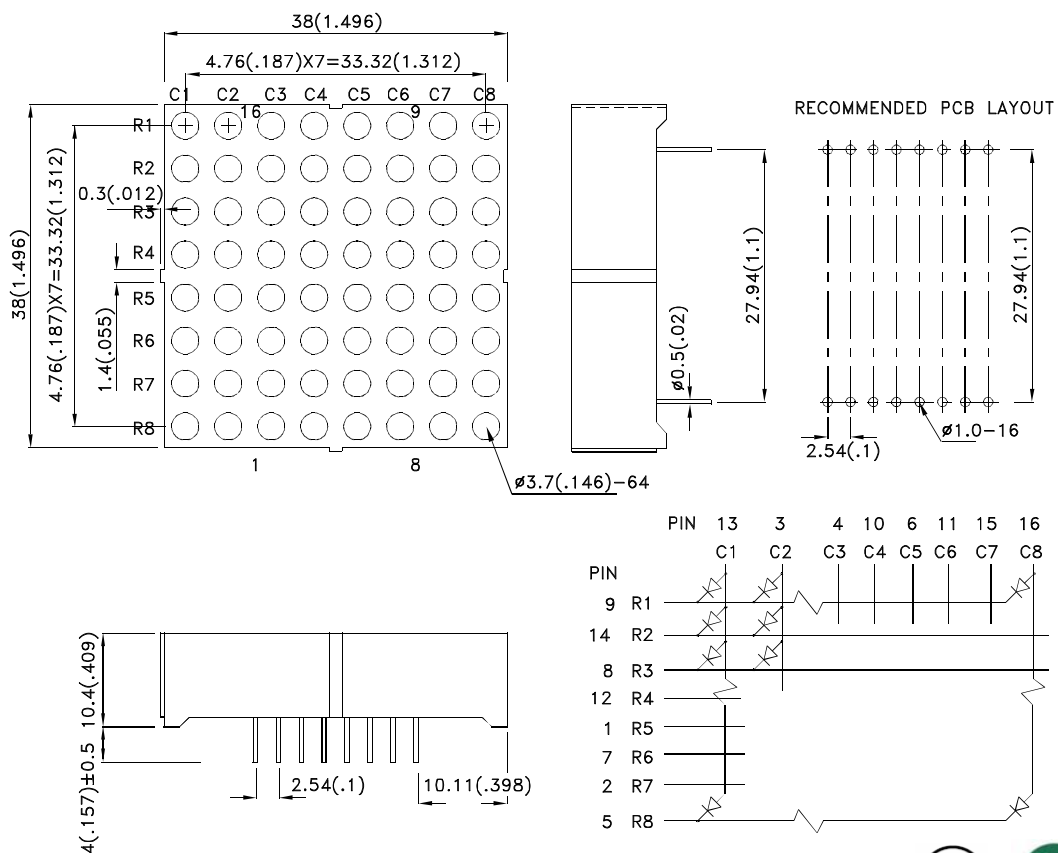 38(1.496)
4.76(.187)X7=33.32(1.312)
C1 C2 C3 C4 C5 C6 C7 C8
16 9
R1
R2
R3
R4
R5
R6
R7
R8
0.3(.012)
38(1.496)
4.76(.187)X7=33.32(1.312)
1.4(.055)
1 8
ø3.7(.146)-64
27.94(1.1)
ø0.5(.02)
RECOMMENDED PCB LAYOUT
27.94(1.1)
ø1.0-16
2.54(.1)
10.4(.409)
4(.157)±0.5
2.54(.1)
10.11(.398)
PIN 13 3 4 10 6 11 15 16
C1 C2 C3 C4 C5 C6 C7 C8
PIN
9 R1
14 R2
8 R3
12 R4
1 R5
7 R6
2 R7
5 R8